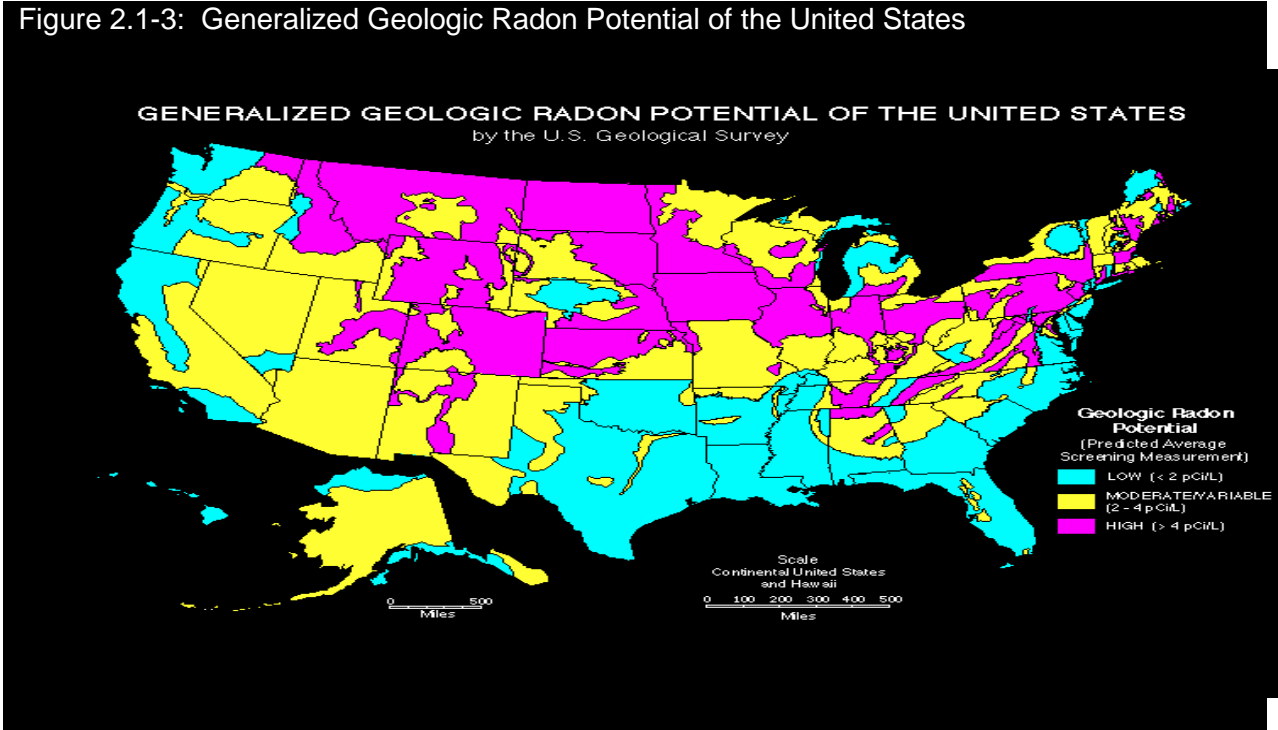 Figure 2.1-3:  Generalized Geologic Radon Potential of the United States
GENERALIZED GEOLOGIC RADON POTENTIAL OF THE UNITED STATES
by the U.S. Geological Survey
Geologic Radon
Potential
(Predicted Average
Screening Measurement)
LOW (< 2 pCi/L)
MODERATE/VARIABLE
(2 - 4 pCi/L)
HIGH (> 4 pCi/L)
Scale
Continental United States
and Hawaii
0 100 200 300 400 500
Miles
0 500
Miles